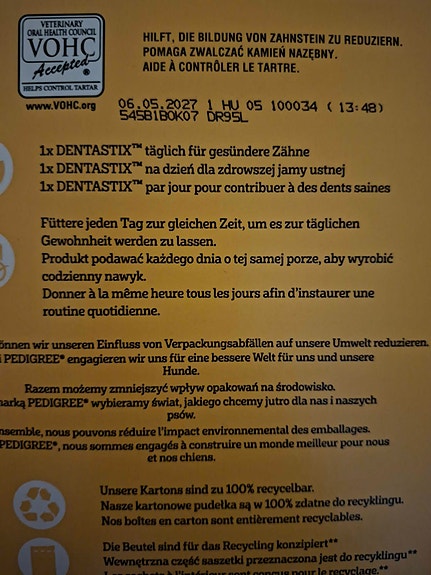 VETERINARY
ORAL HEALTH COUNCIL
VOHC
Accepted
®
HELPS CONTROL TARTAR
www.VOHC.org
HILFT, DIE BILDUNG VON ZAHNSTEIN ZU REDUZIEREN.
POMAGA ZWALCZAĆ KAMIEŃ NAZĘBNY.
AIDE À CONTRÔLER LE TARTRE.
06.05.2027 1 HU 05 100034 ( 13:48)
545B1B0K07 DR95L
1x DENTASTIX™ täglich für gesündere Zähne
1x DENTASTIX™ na dzień dla zdrowszej jamy ustnej
1x DENTASTIX™ par jour pour contribuer à des dents saines
Füttere jeden Tag zur gleichen Zeit, um es zur täglichen
Gewohnheit werden zu lassen.
Produkt podawać każdego dnia o tej samej porze, aby wyrobić
codzienny nawyk.
Donner à la même heure tous les jours afin d'instaurer une
routine quotidienne.
können wir unseren Einfluss von Verpackungsabfällen auf unsere Umwelt reduzieren.
PEDIGREE® engagieren wir uns für eine bessere Welt für uns und unsere
Hunde.
Razem możemy zmniejszyć wpływ opakowań na środowisko.
marką PEDIGREE® wybieramy świat, jakiego chcemy jutro dla nas i naszych
psów.
nsemble, nous pouvons réduire l'impact environnemental des emballages.
PEDIGREE®, nous sommes engagés à construire un monde meilleur pour nous
et nos chiens.
Unsere Kartons sind zu 100% recycelbar.
Nasze kartonowe pudełka są w 100% zdatne do recyklingu.
Nos boîtes en carton sont entièrement recyclables.
Die Beutel sind für das Recycling konzipiert**
Wewnętrzna część saszetki przeznaczona jest do recyklingu**
Les sachets à l'intérieur sont conçus pour le recyclage.**